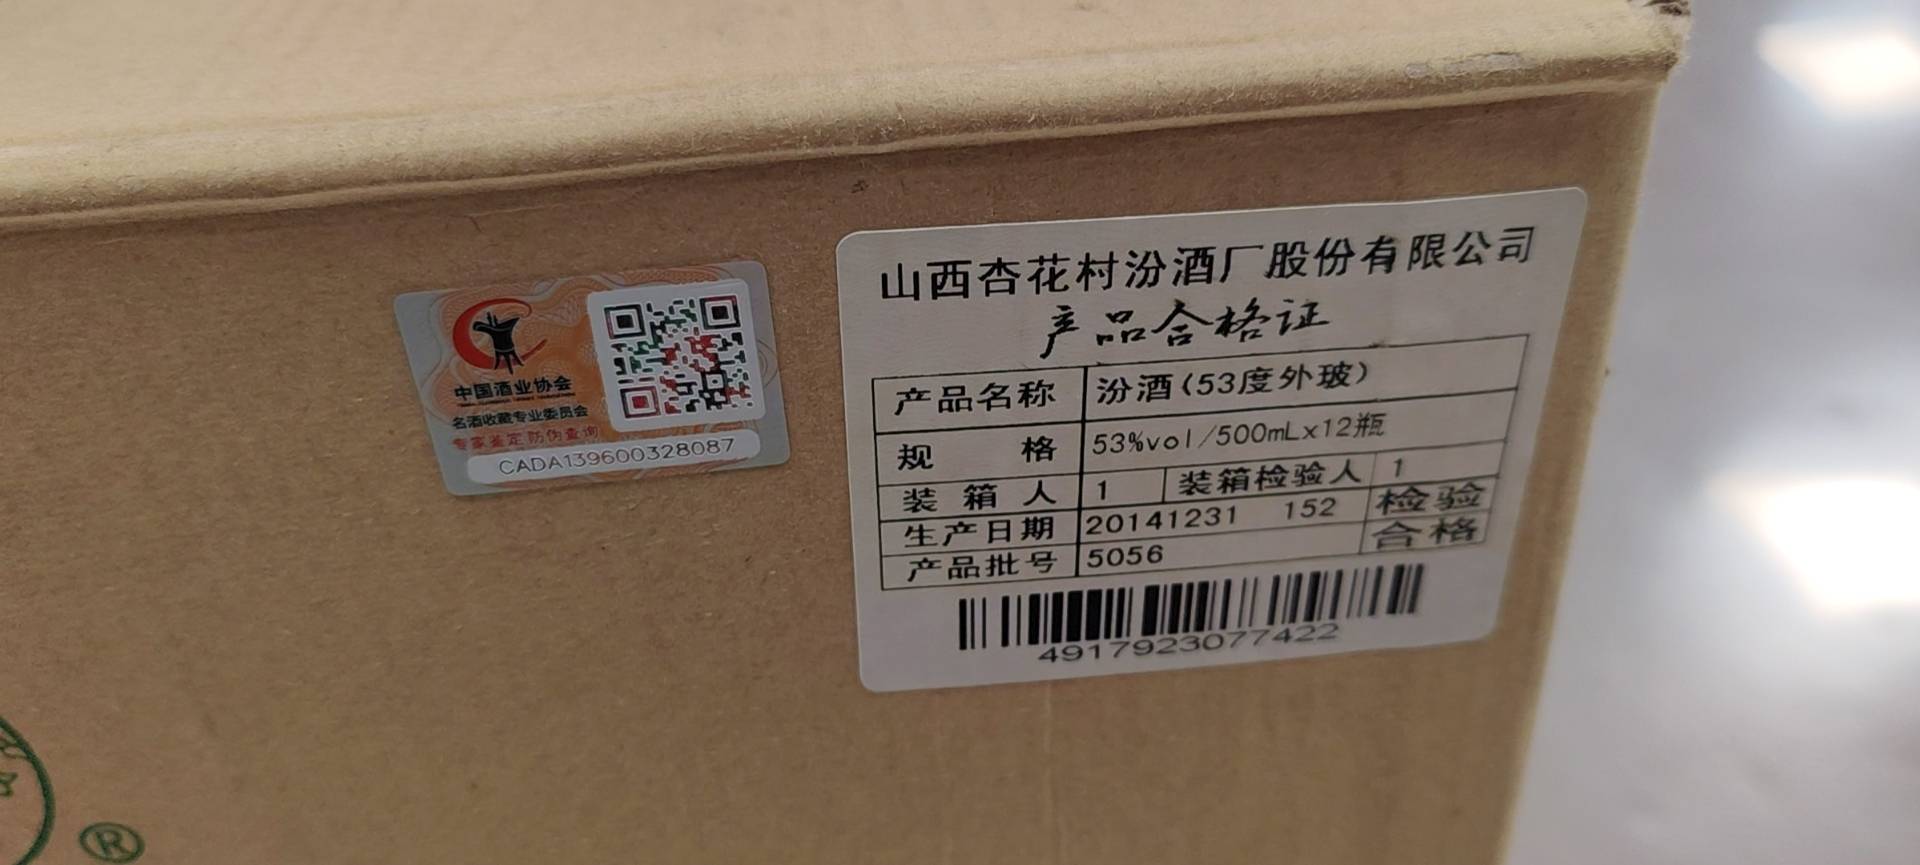 中国酒业协会
名酒收藏专业委员会
专家鉴定 防伪查询
CADA139600328087
山西杏花村汾酒厂股份有限公司
产品合格证
产品名称 汾酒(53度外玻)
规 格 53%vol/500mLx12瓶
装箱人 1 装箱检验人 1
生产日期 20141231 152 检验
产品批号 5056 合格
4917923077422
®